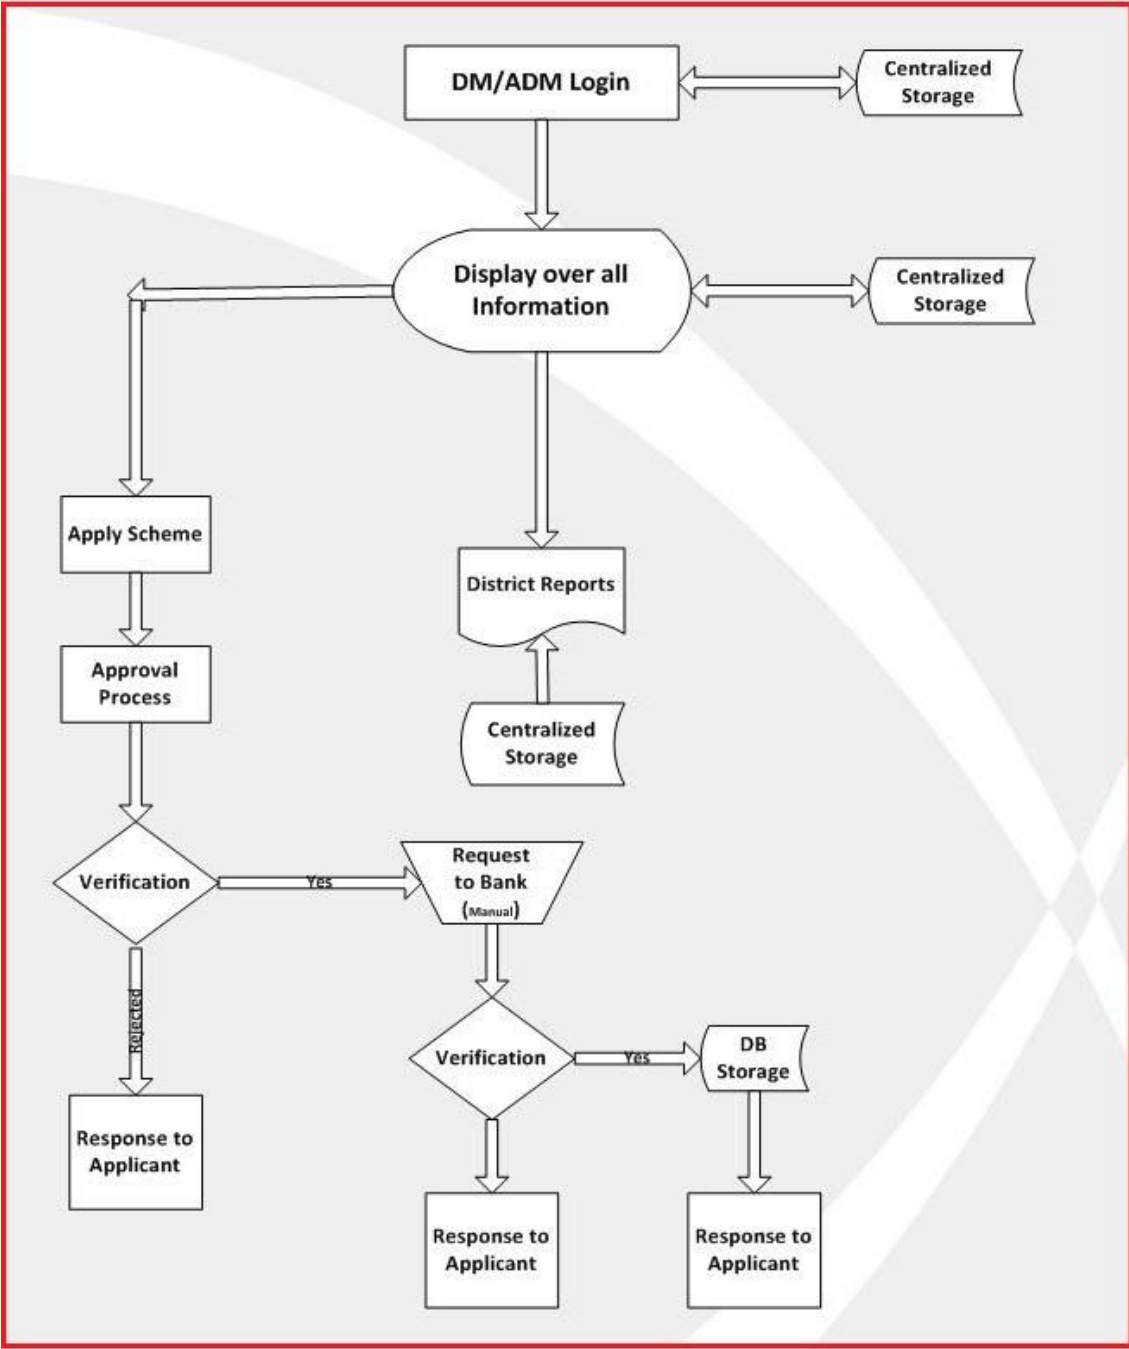 DM/ADM Login
Centralized
Storage
Display over all
Information
Centralized
Storage
Apply Scheme
District Reports
Approval
Process
Centralized
Storage
Verification
Yes
Request
to Bank
(Manual)
Rejected
Verification
Yes
DB
Storage
Response to
Applicant
Response to
Applicant
Response to
Applicant